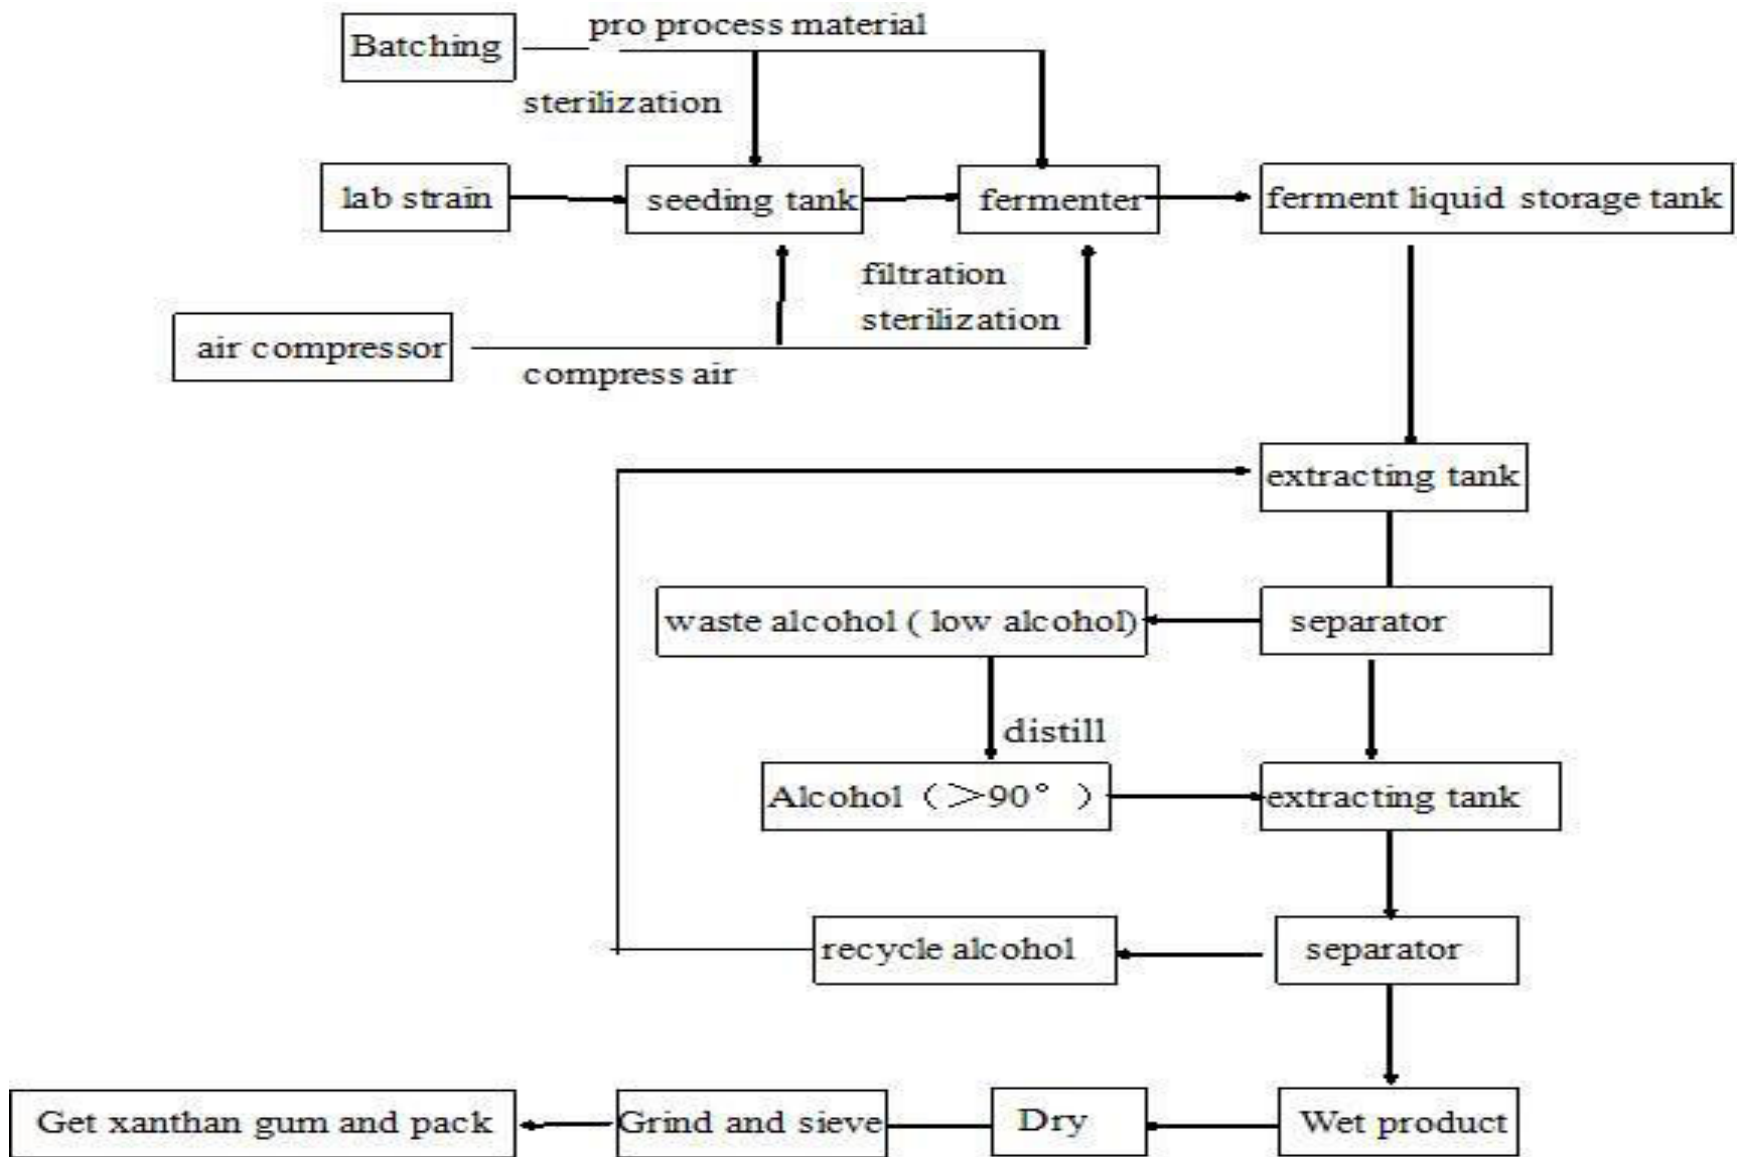 pro process material
Batching
sterilization
lab strain
seeding tank
fermenter
ferment liquid storage tank
filtration
sterilization
air compressor
compress air
extracting tank
waste alcohol ( low alcohol)
separator
distill
Alcohol (>90° )
extracting tank
recycle alcohol
separator
Get xanthan gum and pack
Grind and sieve
Dry
Wet product